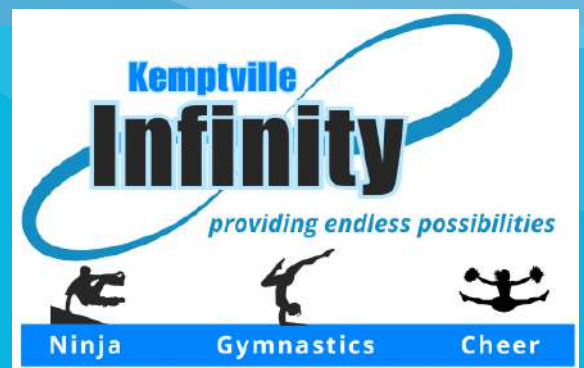 Kemptville
Infinity
providing endless possibilities
Ninja Gymnastics Cheer